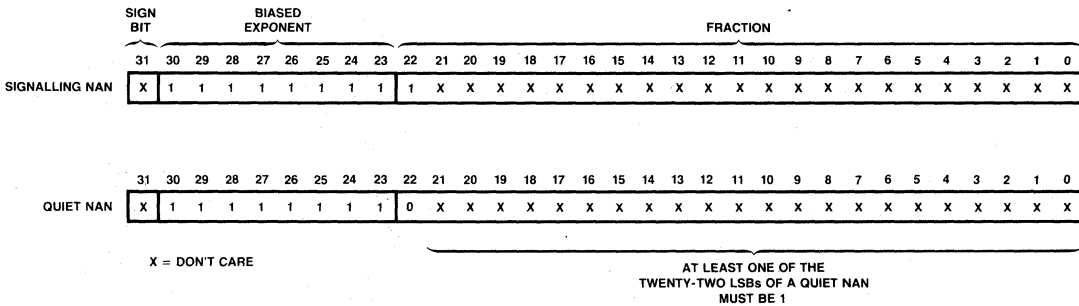 SIGN BIT
BIASED EXPONENT
FRACTION
31 30 29 28 27 26 25 24 23 22 21 20 19 18 17 16 15 14 13 12 11 10 9 8 7 6 5 4 3 2 1 0
SIGNALLING NAN X 1 1 1 1 1 1 1 1 1 X X X X X X X X X X X X X X X X X X X X X X
31 30 29 28 27 26 25 24 23 22 21 20 19 18 17 16 15 14 13 12 11 10 9 8 7 6 5 4 3 2 1 0
QUIET NAN X 1 1 1 1 1 1 1 1 0 X X X X X X X X X X X X X X X X X X X X X X
X = DON'T CARE
AT LEAST ONE OF THE
TWENTY-TWO LSBs OF A QUIET NAN
MUST BE 1